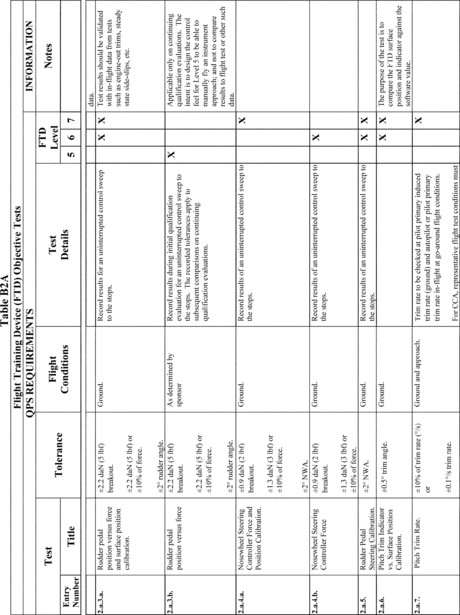 Table B2A
Flight Training Device (FTD) Objective Tests
QPS REQUIREMENTS
INFORMATION
Test
Tolerance
Flight
Conditions
Test
Details
FTD
Level
Notes
Entry
Number
Title
5
6
7
data.
2.a.3.a.
Rudder pedal
position versus force
and surface position
calibration.
±2.2 daN (5 lbf)
breakout.
±2.2 daN (5 lbf) or
±10% of force.
±2° rudder angle.
Ground.
Record results for an uninterrupted control sweep
to the stops.
X
X
Test results should be validated
with in-flight data from tests
such as engine-out trims, steady
state side-slips, etc.
2.a.3.b.
Rudder pedal
position versus force
±2.2 daN (5 lbf)
breakout.
±2.2 daN (5 lbf) or
±10% of force.
±2° rudder angle.
As determined by
sponsor
Record results during initial qualification
evaluation for an uninterrupted control sweep to
the stops. The recorded tolerances apply to
subsequent comparisons on continuing
qualification evaluations.
X
Applicable only on continuing
qualification evaluations. The
intent is to design the control
feel for Level 5 to be able to
manually fly an instrument
approach; and not to compare
results to flight test or other such
data.
2.a.4.a.
Nosewheel Steering
Controller Force and
Position Calibration.
±0.9 daN (2 lbf)
breakout.
±1.3 daN (3 lbf) or
±10% of force.
±2° NWA.
Ground.
Record results of an uninterrupted control sweep to
the stops.
X
2.a.4.b.
Nosewheel Steering
Controller Force
±0.9 daN (2 lbf)
breakout.
±1.3 daN (3 lbf) or
±10% of force.
Ground.
Record results of an uninterrupted control sweep to
the stops.
X
2.a.5.
Rudder Pedal
Steering Calibration.
±2° NWA.
Ground.
Record results of an uninterrupted control sweep to
the stops.
X
X
2.a.6.
Pitch Trim Indicator
vs. Surface Position
Calibration.
±0.5° trim angle.
Ground.
X
X
The purpose of the test is to
compare the FTD surface
position and indicator against the
software value.
2.a.7.
Pitch Trim Rate.
±10% of trim rate (°/s)
or
±0.1°/s trim rate.
Ground and approach.
Trim rate to be checked at pilot primary induced
trim rate (ground) and autopilot or pilot primary
trim rate in-flight at go-around flight conditions.
For CCA, representative flight test conditions must
X